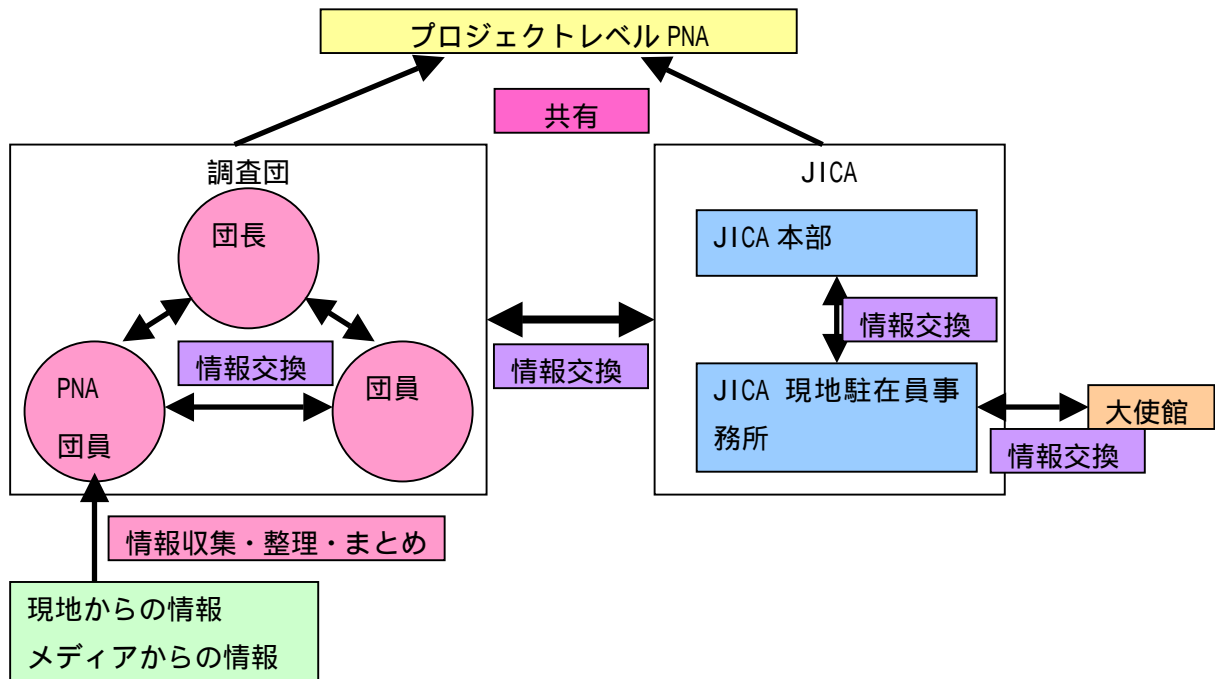 プロジェクトレベル PNA
共有
調査団
団長
PNA
団員
情報交換
団員
情報収集・整理・まとめ
現地からの情報
メディアからの情報
情報交換
JICA
JICA 本部
情報交換
JICA 現地駐在員事
務所
大使館
情報交換